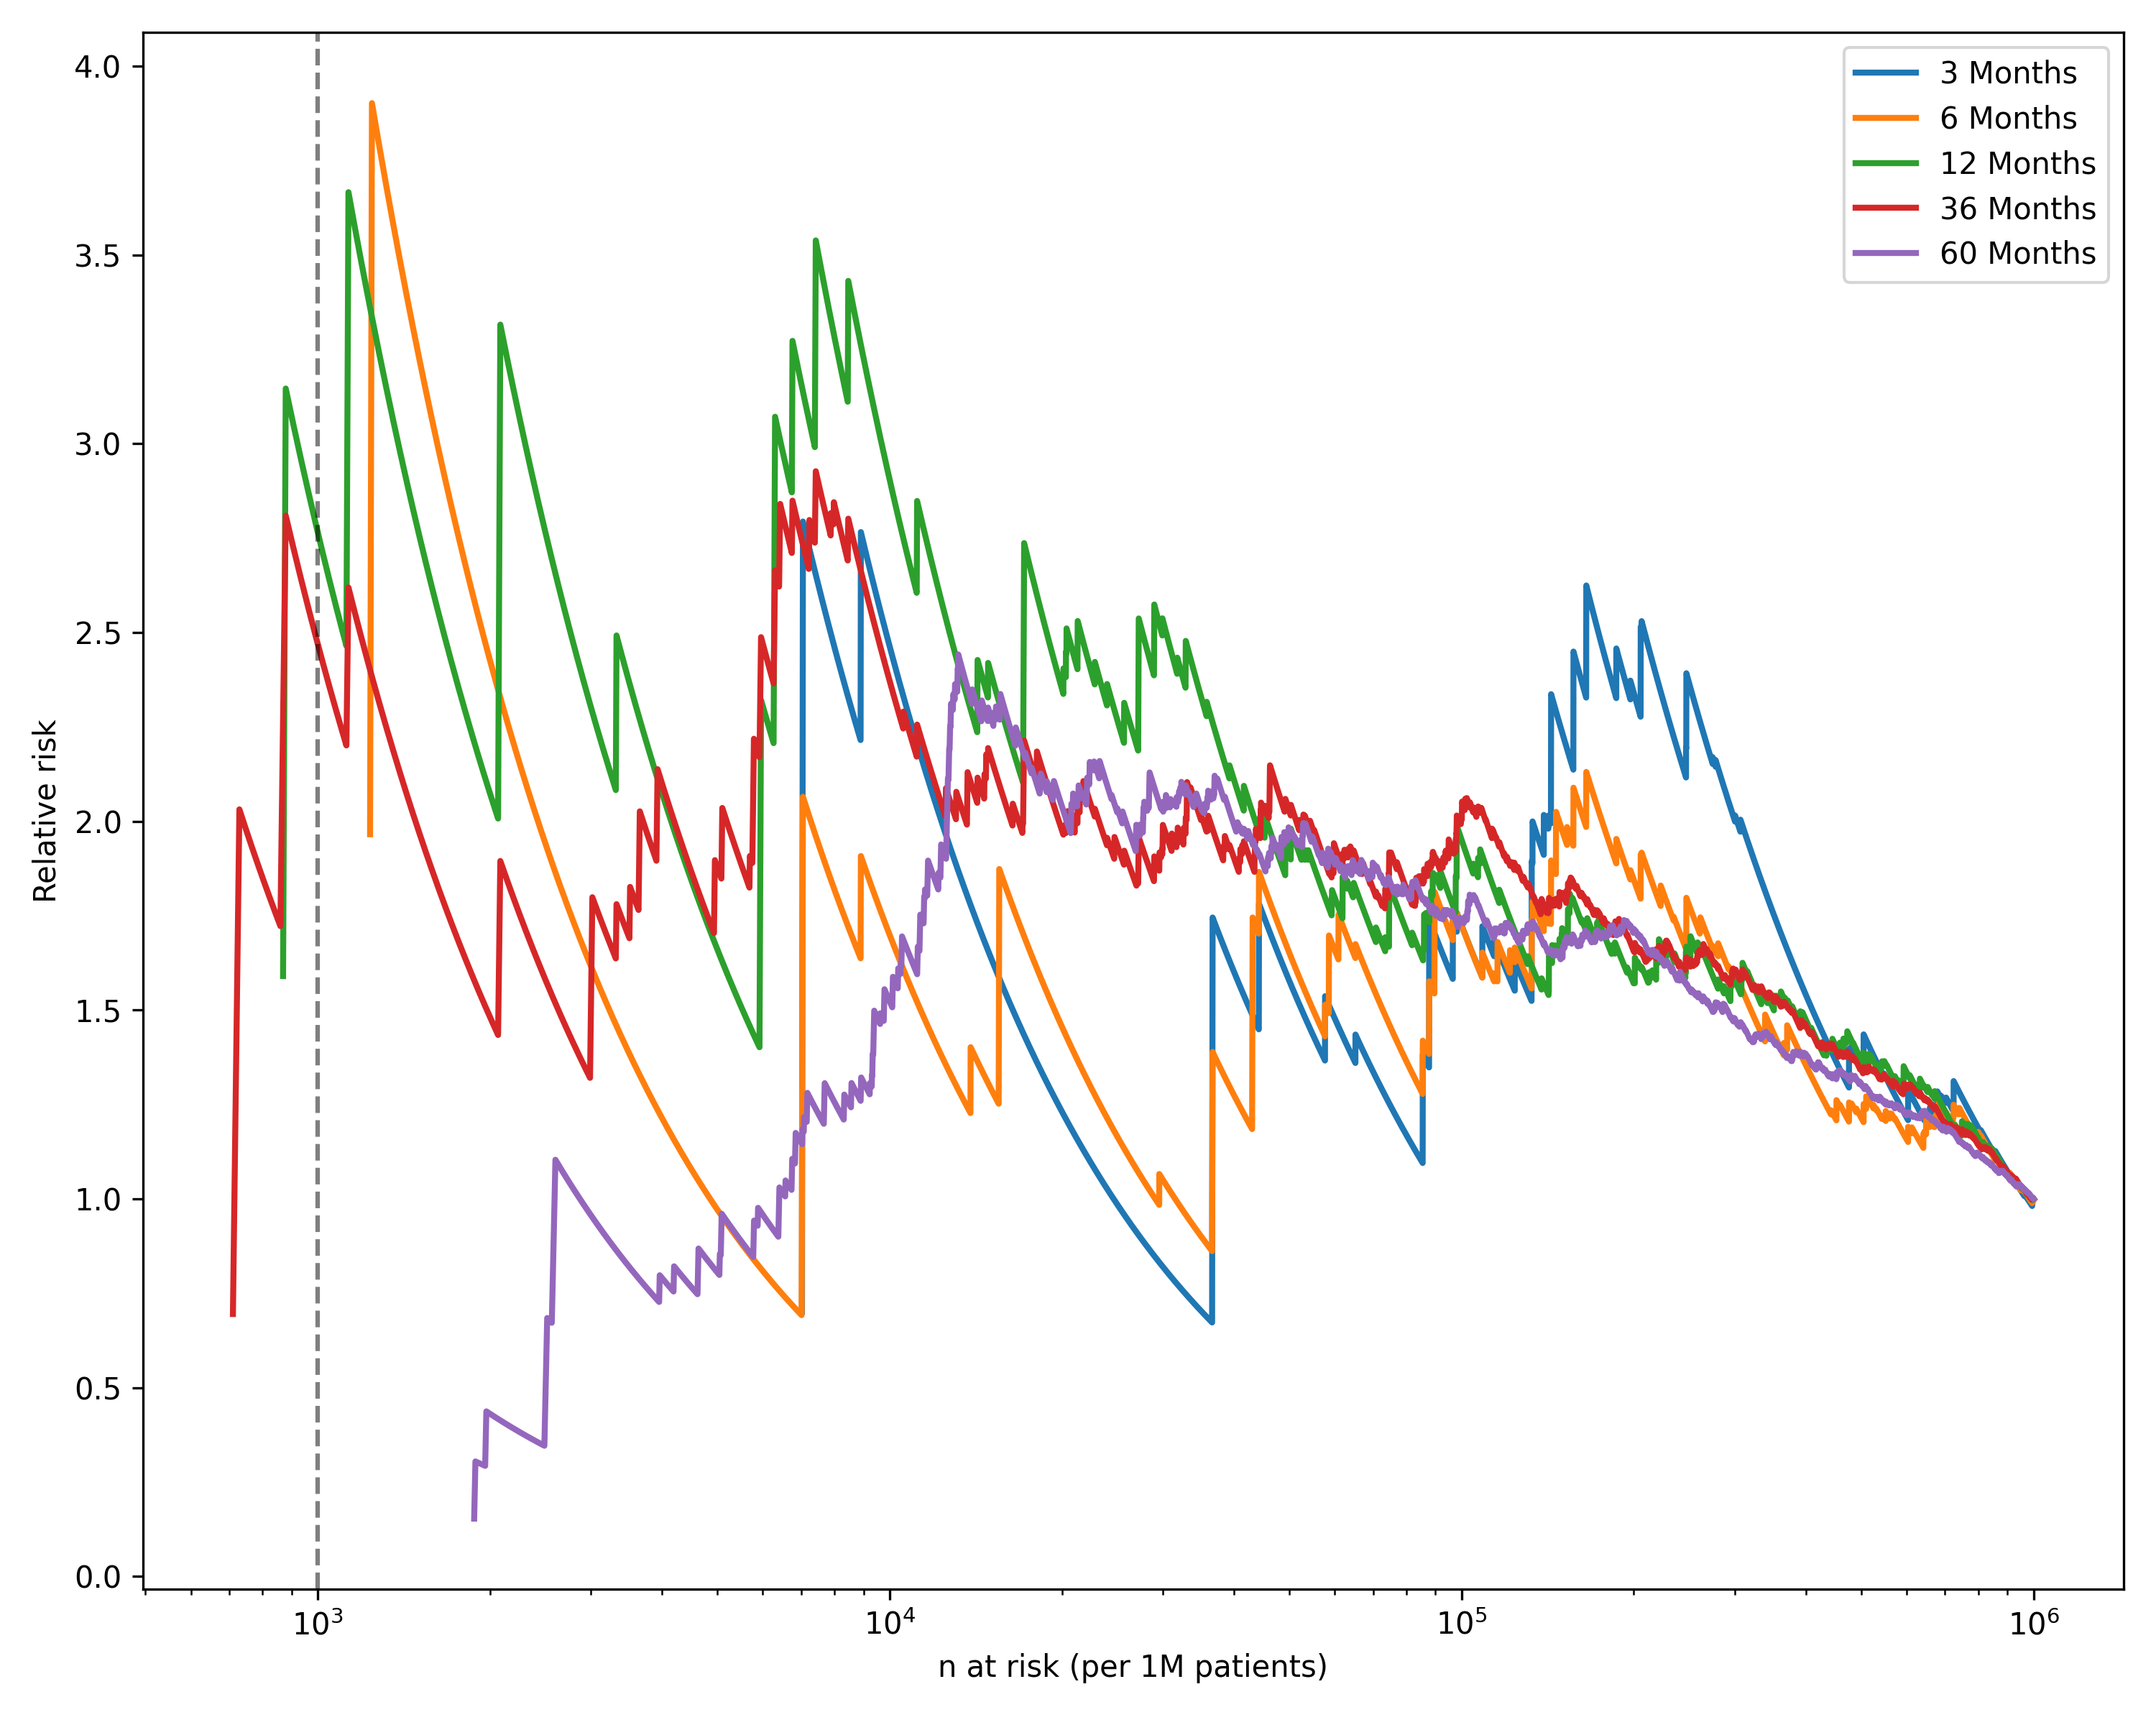 4.0
3.5
3.0
2.5
2.0
1.5
1.0
0.5
0.0
Relative risk
10³
10⁴
10⁵
10⁶
n at risk (per 1M patients)
3 Months
6 Months
12 Months
36 Months
60 Months